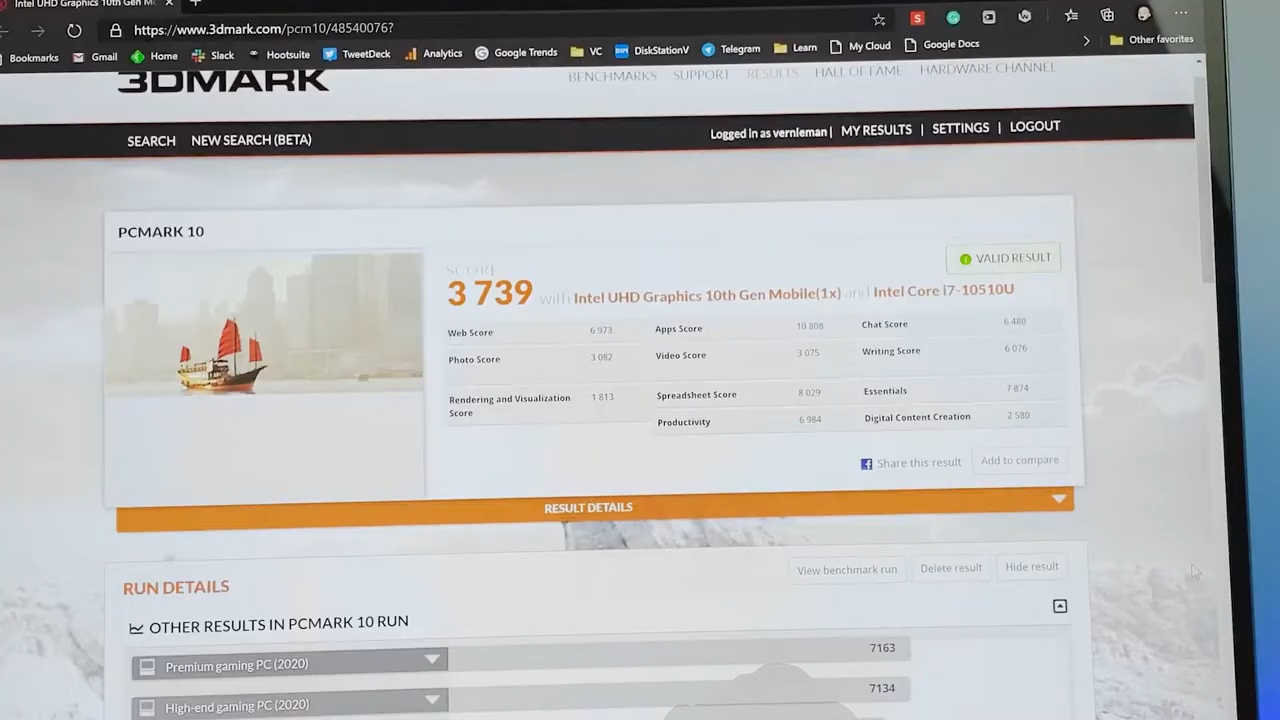 Intel UHD Graphics 10th Gen M
https://www.3dmark.com/pcm10/48540076?
Bookmarks Gmail Home Slack Hootsuite TweetDeck Analytics Google Trends VC DiskStationV Telegram Learn My Cloud Google Docs Other favorites
3DMARK
BENCHMARKS SUPPORT RESULTS HALL OF FAME HARDWARE CHANNEL
SEARCH NEW SEARCH (BETA) Logged in as vernieman | MY RESULTS | SETTINGS | LOGOUT
PCMARK 10
VALID RESULT
SCORE
3 739 with Intel UHD Graphics 10th Gen Mobile(1x) and Intel Core i7-10510U
Web Score 6 973 Apps Score 10 808 Chat Score 6 480
Photo Score 3 082 Video Score 3 075 Writing Score 6 076
Rendering and Visualization Score 1 813 Spreadsheet Score 8 029 Essentials 7 874
Productivity 6 984 Digital Content Creation 2 580
Share this result Add to compare
RESULT DETAILS
RUN DETAILS View benchmark run Delete result Hide result
OTHER RESULTS IN PCMARK 10 RUN
Premium gaming PC (2020) 7163
High-end gaming PC (2020) 7134